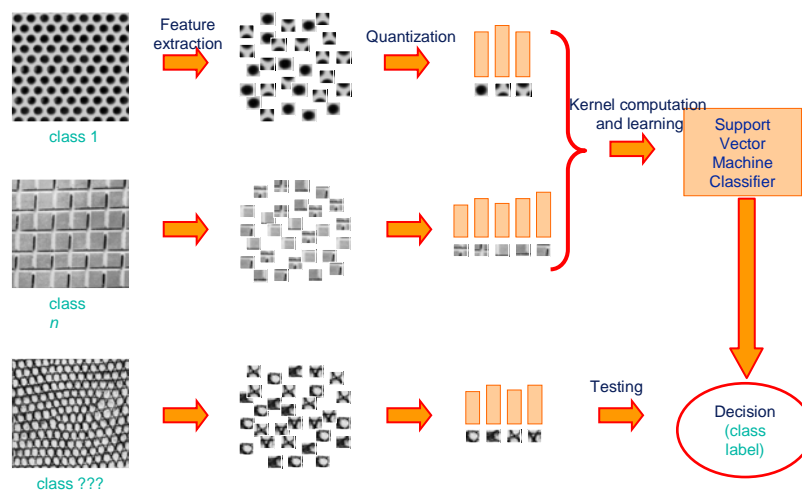 Feature
extraction
Quantization
class 1
Kernel computation
and learning
Support
Vector
Machine
Classifier
class
n
class ???
Testing
Decision
(class
label)